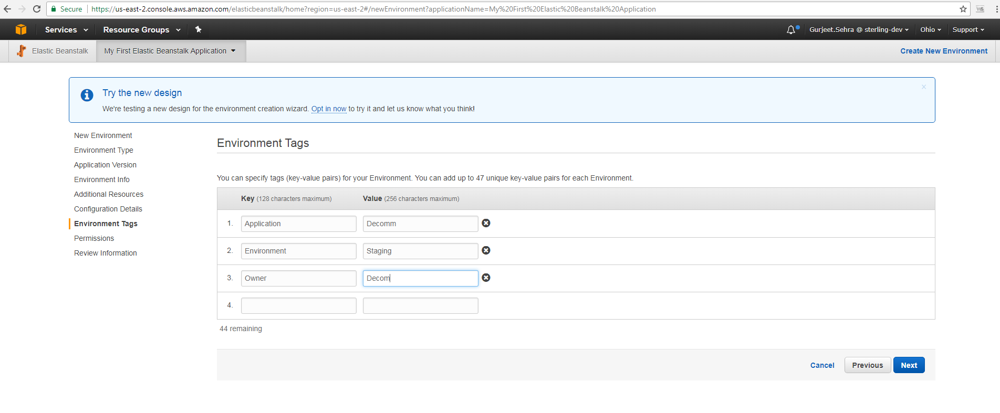 Secure https://us-east-2.console.aws.amazon.com/elasticbeanstalk/home?region=us-east-2#/newEnvironment?applicationName=My%20First%20Elastic%20Beanstalk%20Application
Services Resource Groups Gurjeet.Sehra @ sterling-dev Ohio Support
Elastic Beanstalk My First Elastic Beanstalk Application Create New Environment
Try the new design
We're testing a new design for the environment creation wizard. Opt in now to try it and let us know what you think!
New Environment
Environment Type
Application Version
Environment Info
Additional Resources
Configuration Details
Environment Tags
Permissions
Review Information
Environment Tags
You can specify tags (key-value pairs) for your Environment. You can add up to 47 unique key-value pairs for each Environment.
Key (128 characters maximum) Value (256 characters maximum)
1. Application Decomm
2. Environment Staging
3. Owner Decom
4.
44 remaining
Cancel Previous Next